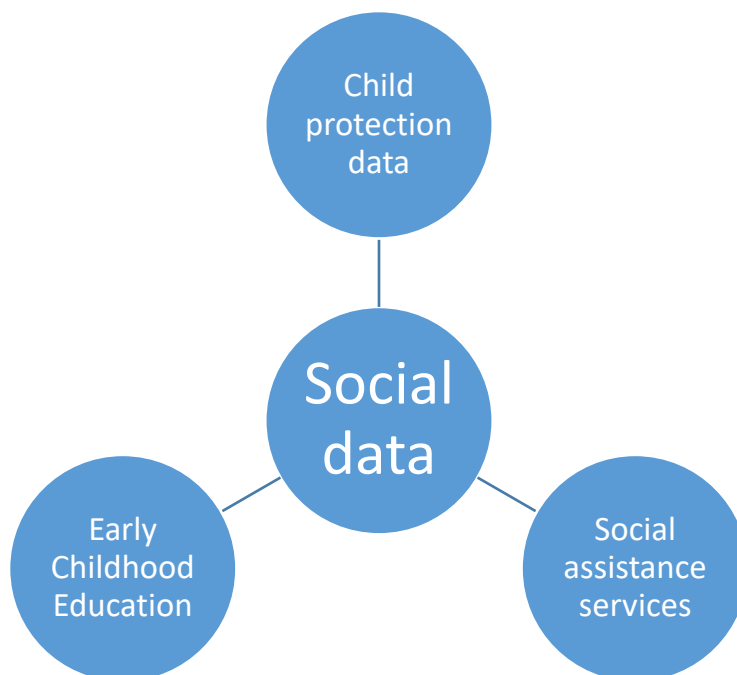 Child
protection
data
Social
data
Early
Childhood
Education
Social
assistance
services